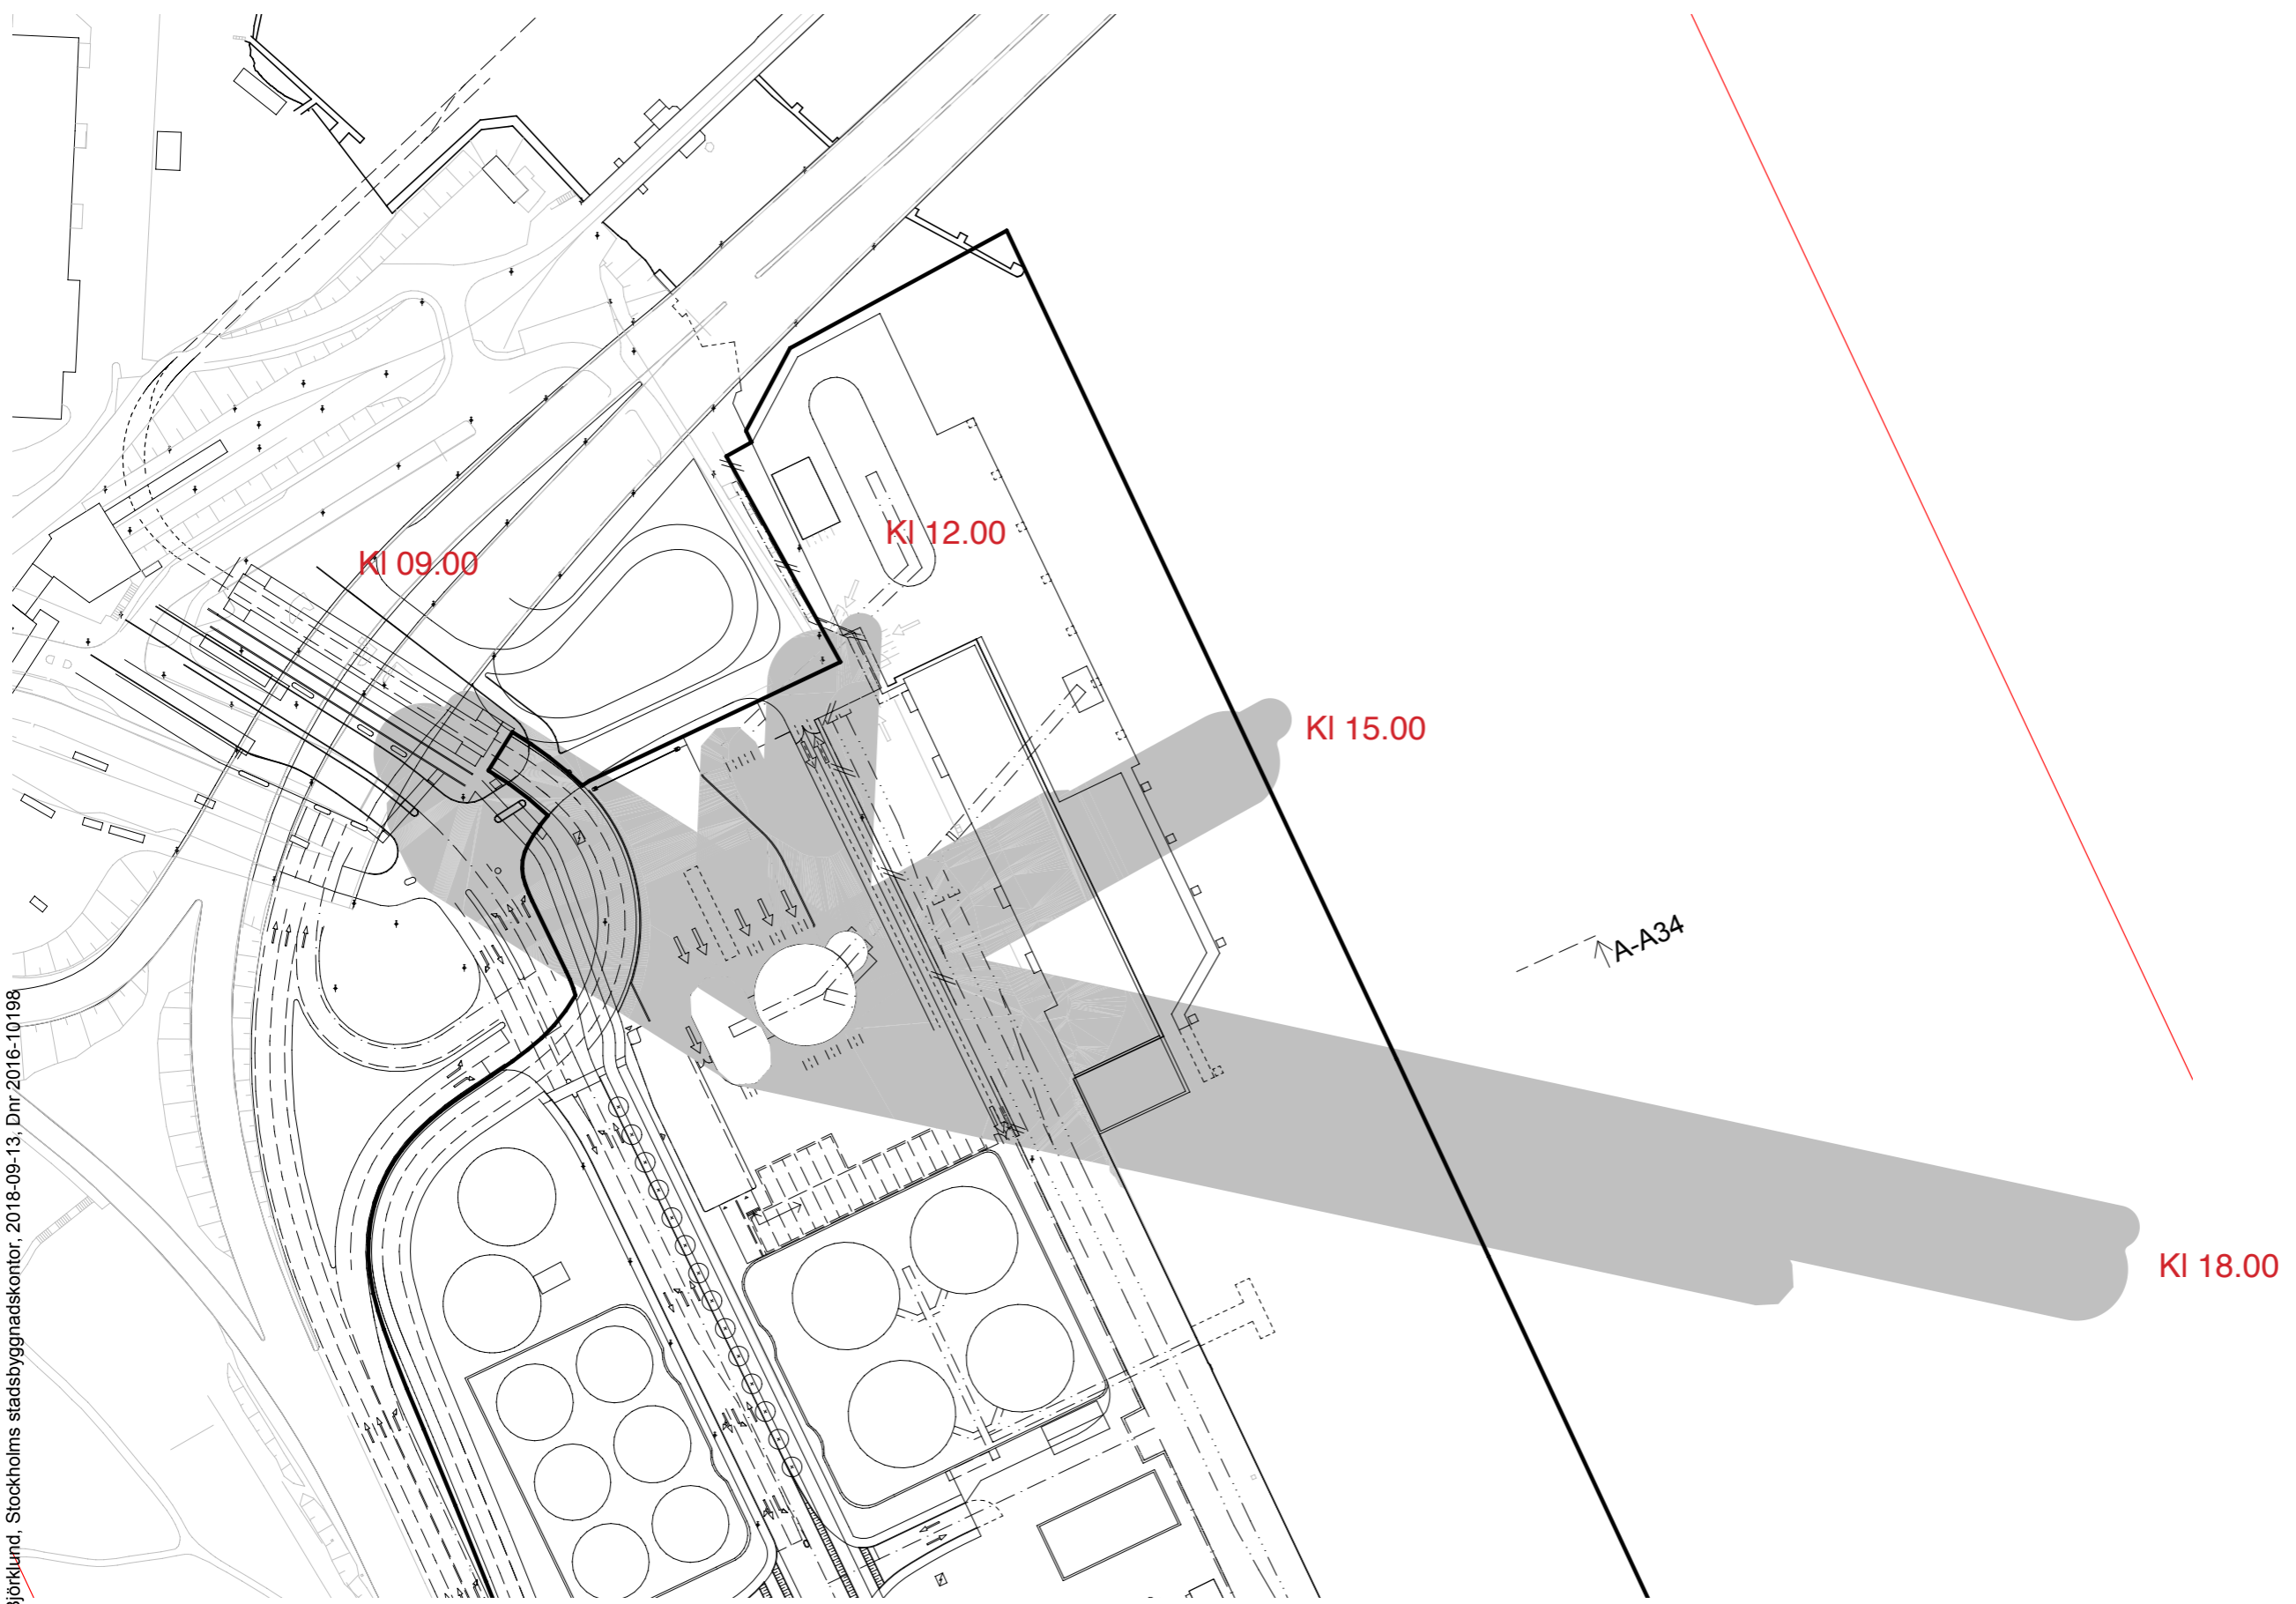 Kl 12.00
Kl 09.00
Kl 15.00
A-A34
Kl 18.00
Björklund, Stockholms stadsbyggnadskontor, 2018-09-13, Dnr 2016-10198